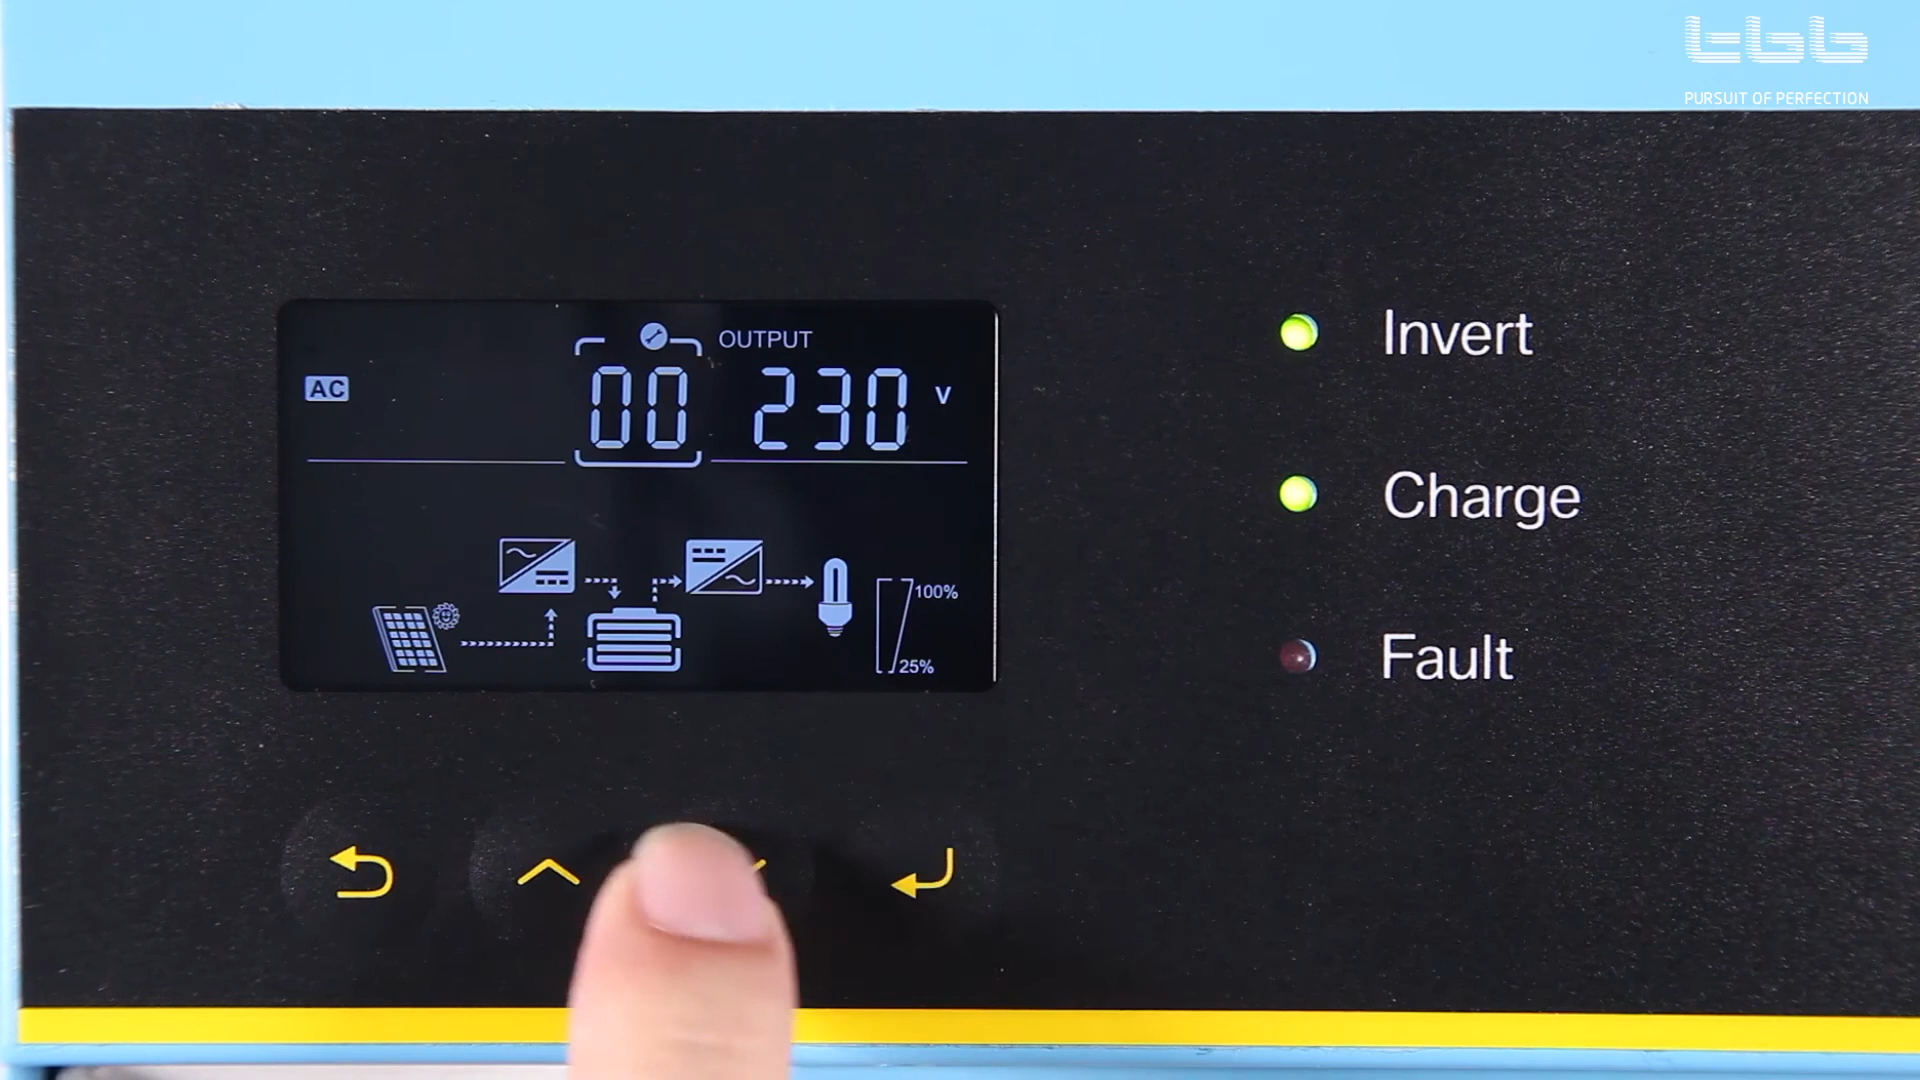 tbb
PURSUIT OF PERFECTION
OUTPUT
AC
00 230 V
100%
25%
Invert
Charge
Fault